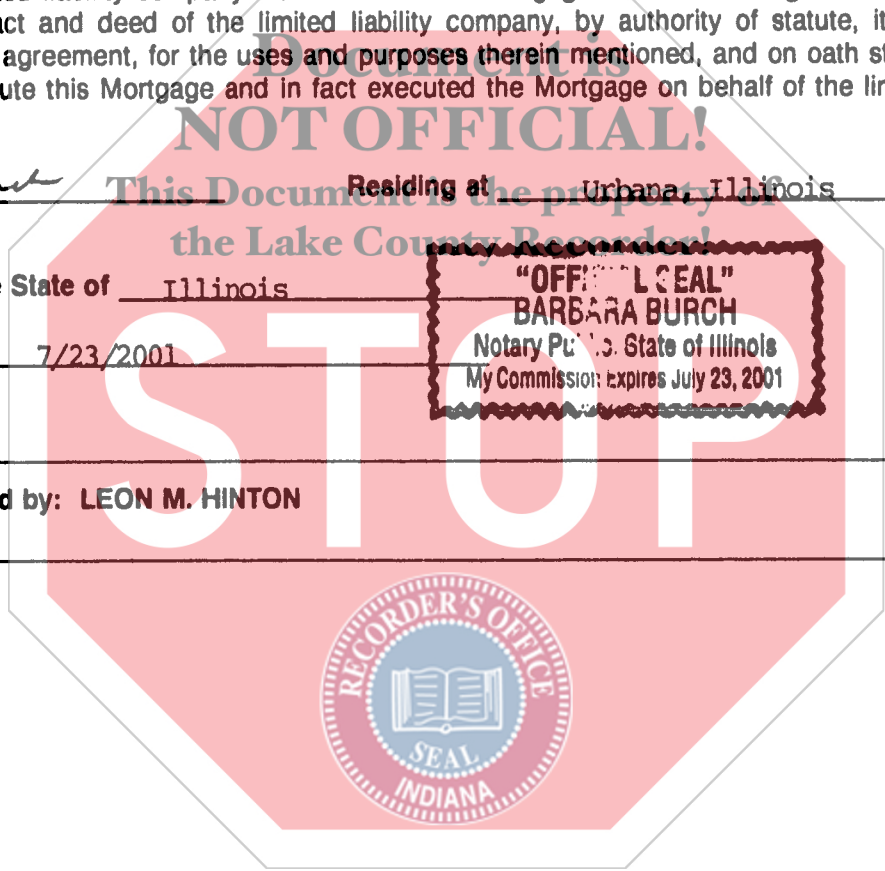 act and deed of the limited liability company, by authority of statute, it
agreement, for the uses and purposes therein mentioned, and on oath st
ute this Mortgage and in fact executed the Mortgage on behalf of the lim
Document is
NOT OFFICIAL!
This Document is the property of
the Lake County Recorder!
Residing at Urbana, Illinois
State of Illinois
7/23/2001
"OFFI L SEAL"
BARBARA BURCH
Notary Pu State of Illinois
My Commission Expires July 23, 2001
STOP
d by: LEON M. HINTON
RECORDER'S OFFICE
SEAL
INDIANA